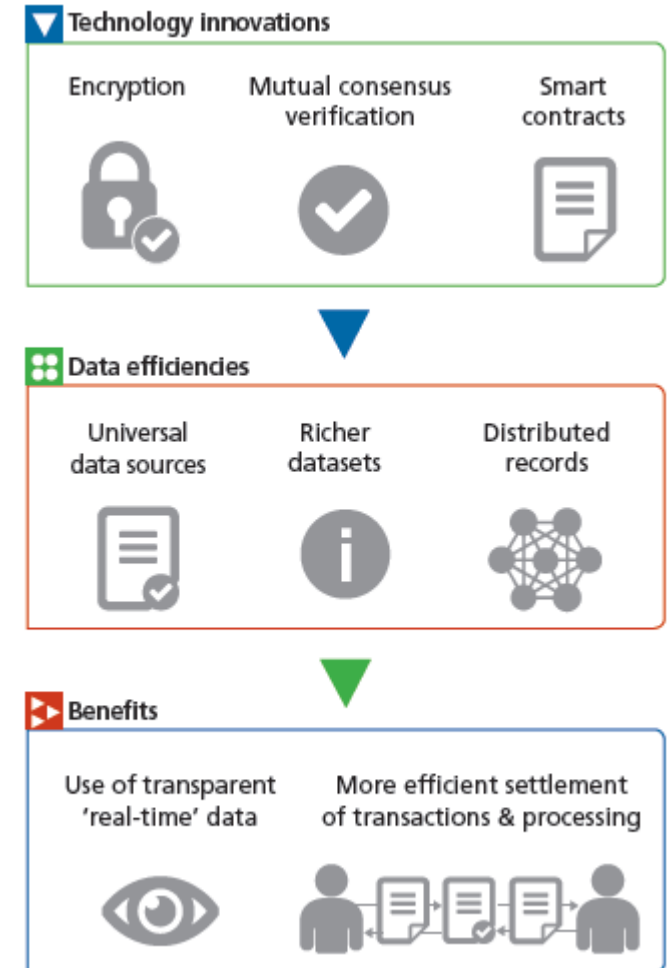 Technology innovations
Encryption
Mutual consensus
verification
Smart
contracts
Data efficiencies
Universal
data sources
Richer
datasets
Distributed
records
Benefits
Use of transparent
'real-time' data
More efficient settlement
of transactions & processing